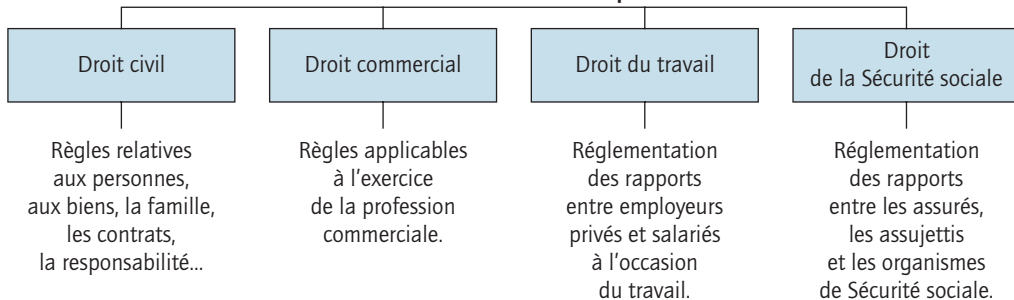 Droit civil
Règles relatives
aux personnes,
aux biens, la famille,
les contrats,
la responsabilité...
Droit commercial
Règles applicables
à l'exercice
de la profession
commerciale.
Droit du travail
Réglementation
des rapports
entre employeurs
privés et salariés
à l'occasion
du travail.
Droit
de la Sécurité sociale
Réglementation
des rapports
entre les assurés,
les assujettis
et les organismes
de Sécurité sociale.